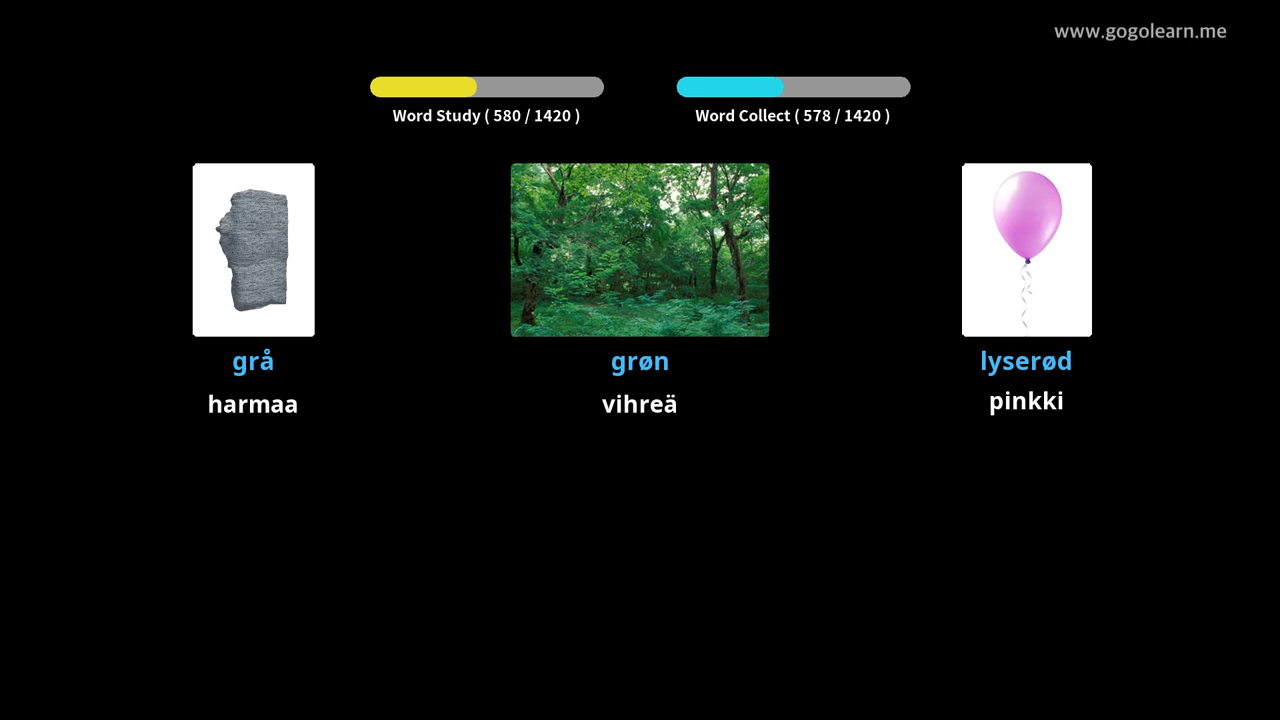 www.gogolearn.me
Word Study ( 580 / 1420 )
Word Collect ( 578 / 1420 )
grå
grøn
lyserød
harmaa
vihreä
pinkki